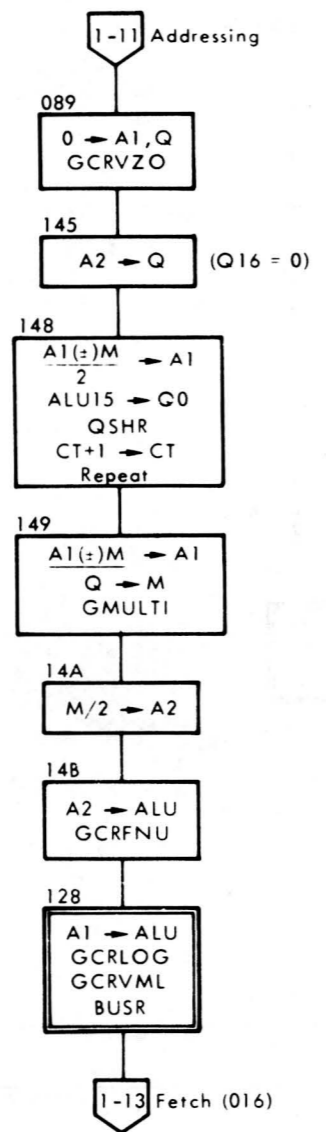 1-11 Addressing
089
0 → A1, Q
GCRVZO
145
A2 → Q (Q16 = 0)
148
A1(±)M → A1
2
ALU15 → Q0
QSHR
CT+1 → CT
Repeat
149
A1(±)M → A1
Q → M
GMULTI
14A
M/2 → A2
14B
A2 → ALU
GCRFNU
128
A1 → ALU
GCRLOG
GCRVML
BUSR
1-13 Fetch (016)